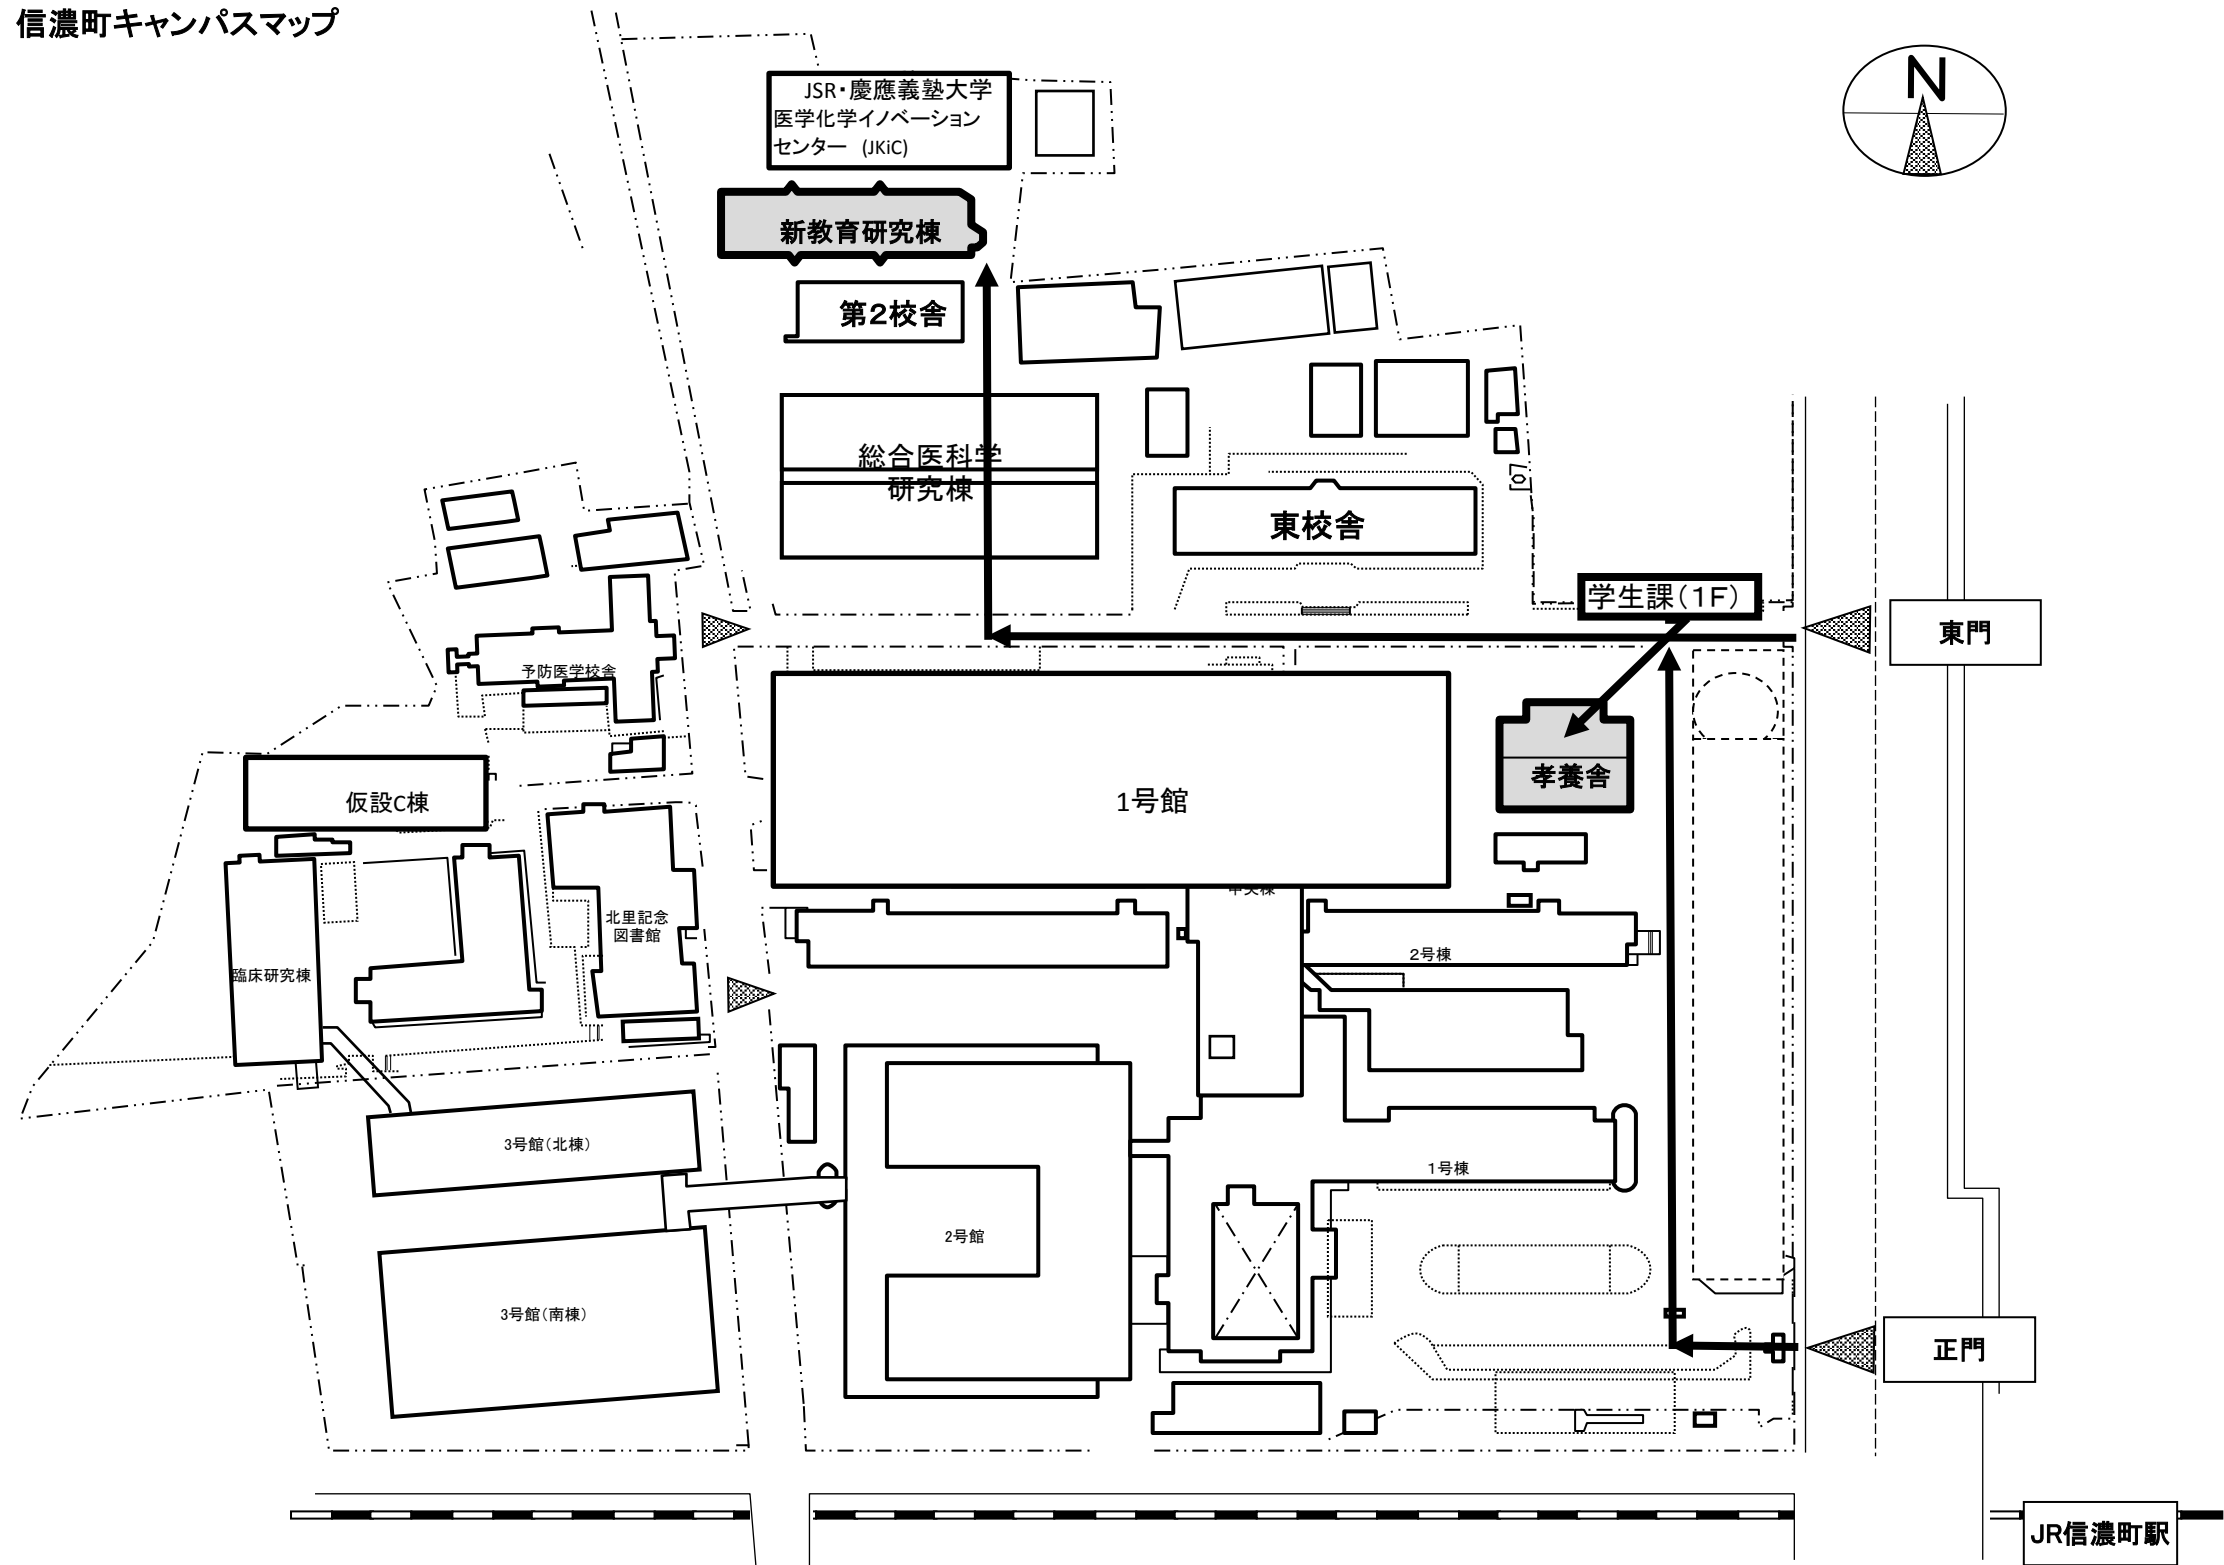 信濃町キャンパスマップ
N
JSR・慶應義塾大学
医学化学イノベーション
センター (JKiC)
新教育研究棟
第2校舎
総合医科学
研究棟
東校舎
学生課(1F)
東門
予防医学校舎
孝養舎
仮設C棟
1号館
中央棟
北里記念
図書館
2号棟
臨床研究棟
3号館(北棟)
1号棟
2号館
3号館(南棟)
正門
JR信濃町駅